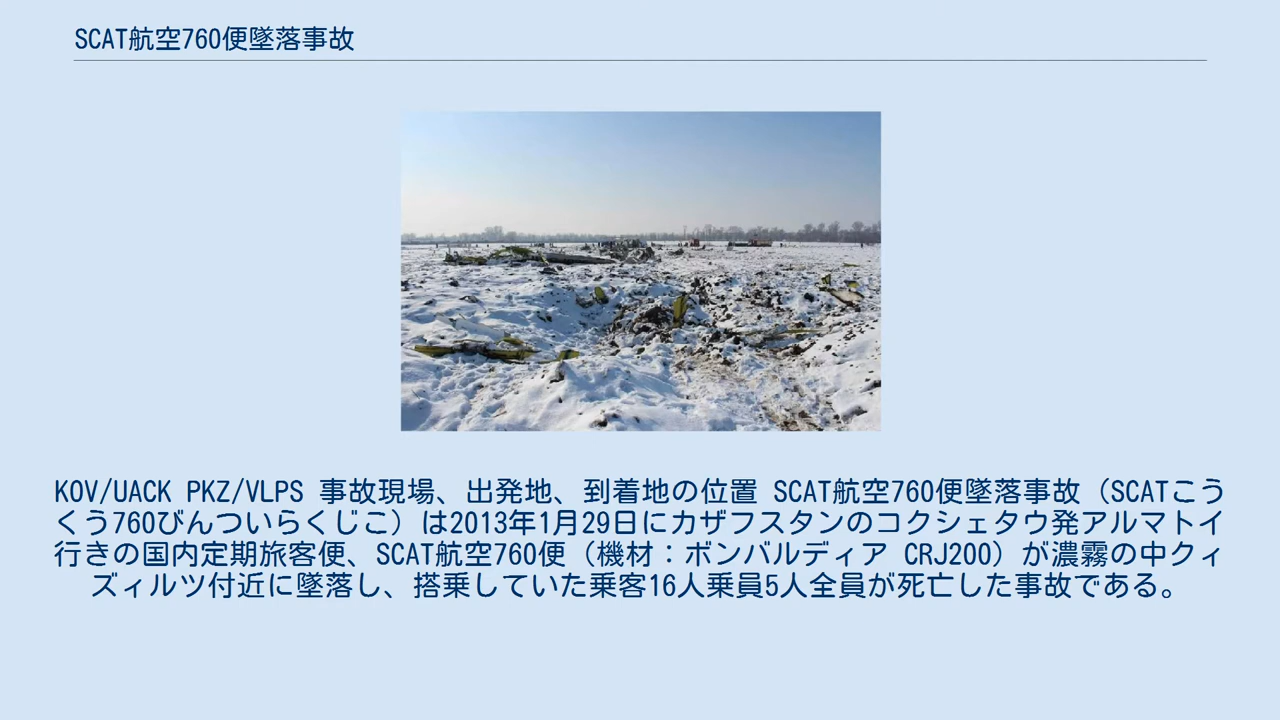 SCAT航空760便墜落事故
KOV/UACK PKZ/VLPS 事故現場、出発地、到着地の位置 SCAT航空760便墜落事故（SCATこう
くう760びんついらくじこ）は2013年1月29日にカザフスタンのコクシェタウ発アルマトイ
行きの国内定期旅客便、SCAT航空760便（機材：ボンバルディア CRJ200）が濃霧の中クィ
ズィルツ付近に墜落し、搭乗していた乗客16人乗員5人全員が死亡した事故である。